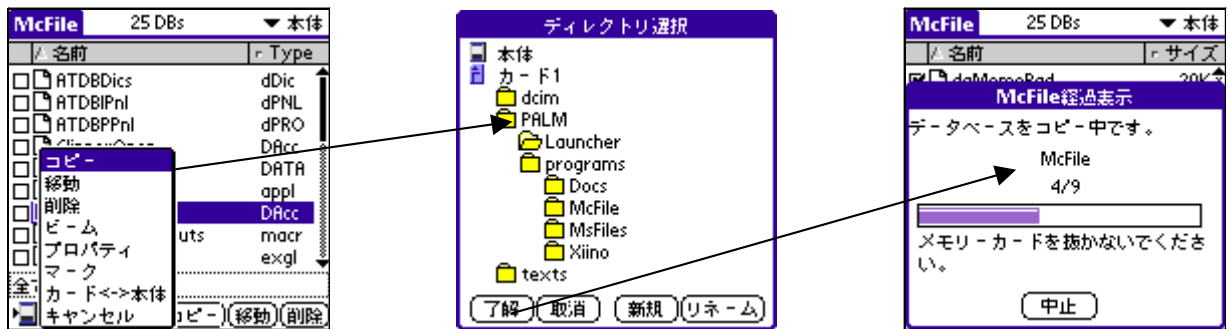 McFile 25 DBs ▼本体
名前 Type
ATDBDics dDic
ATDBIPnl dPNL
ATDBPPnl dPRO
DAcc
コピー DATA
移動 appl
削除 DAcc
ビーム uts macr
プロパティ exgl
マーク
カード<->本体
キャンセル コピー 移動 削除
ディレクトリ選択
本体
カード1
dcim
PALM
Launcher
programs
Docs
McFile
MsFiles
Xiino
texts
了解 取消 新規 リネーム
McFile 25 DBs ▼本体
名前 サイズ
20K
McFile経過表示
データベースをコピー中です。
McFile
4/9
メモリーカードを抜かないでくださ
い。
中止